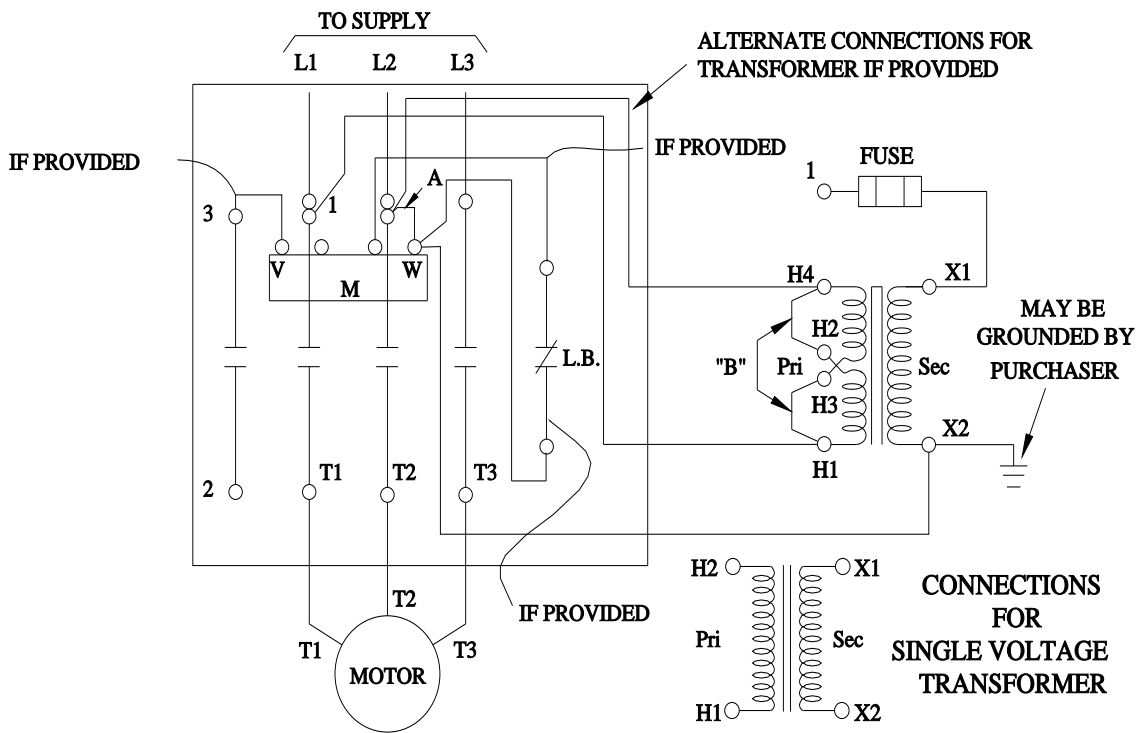 TO SUPPLY
L1 L2 L3
ALTERNATE CONNECTIONS FOR
TRANSFORMER IF PROVIDED
IF PROVIDED
IF PROVIDED
A
1
3
V
W
M
1
FUSE
H4
X1
H2
"B"
Pri
Sec
H3
H1
X2
MAY BE
GROUNDED BY
PURCHASER
L.B.
2
T1
T2
T3
IF PROVIDED
T2
T1
T3
MOTOR
H2
X1
Pri
Sec
H1
X2
CONNECTIONS
FOR
SINGLE VOLTAGE
TRANSFORMER